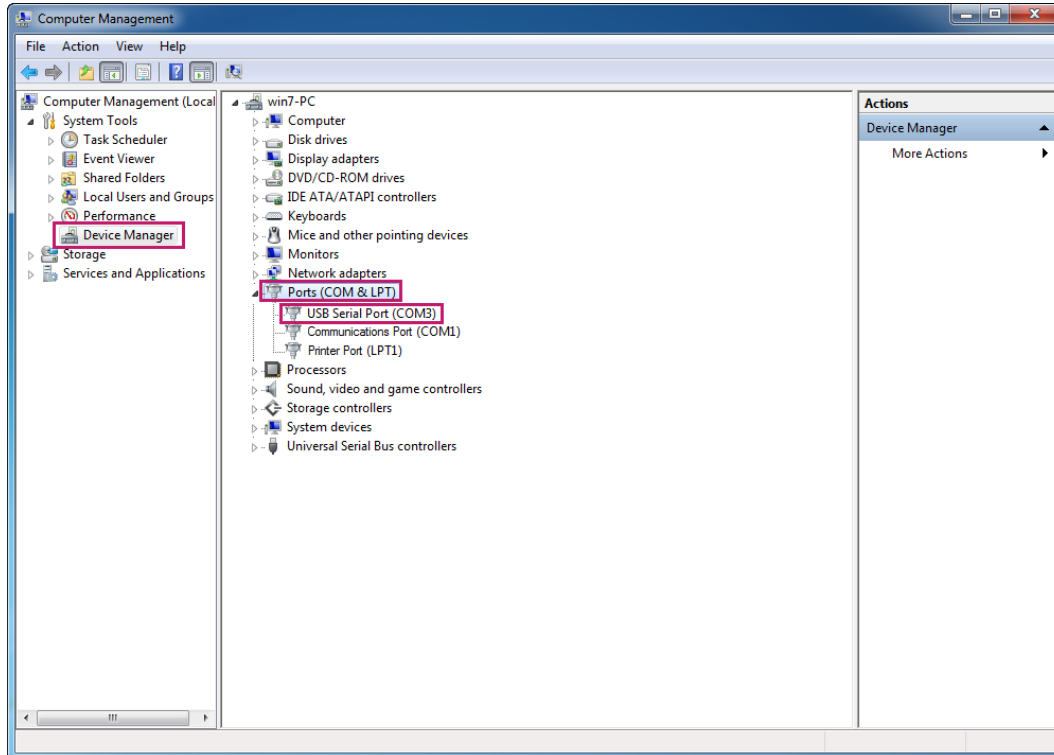 Computer Management
File Action View Help
Computer Management (Local
System Tools
Task Scheduler
Event Viewer
Shared Folders
Local Users and Groups
Performance
Device Manager
Storage
Services and Applications
win7-PC
Computer
Disk drives
Display adapters
DVD/CD-ROM drives
IDE ATA/ATAPI controllers
Keyboards
Mice and other pointing devices
Monitors
Network adapters
Ports (COM & LPT)
USB Serial Port (COM3)
Communications Port (COM1)
Printer Port (LPT1)
Processors
Sound, video and game controllers
Storage controllers
System devices
Universal Serial Bus controllers
Actions
Device Manager
More Actions